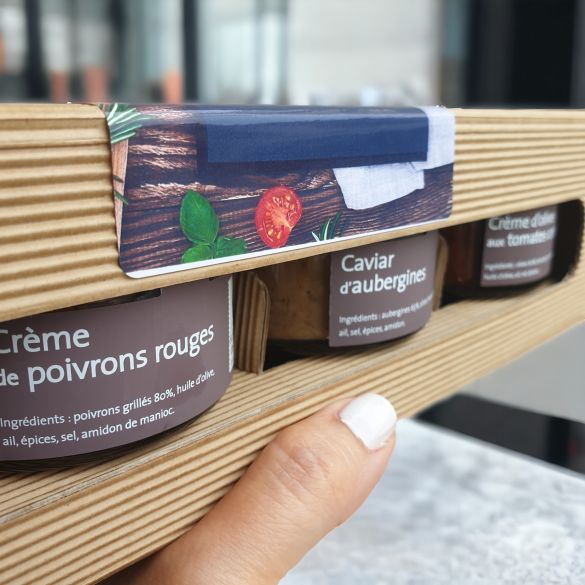 Crème
de poivrons rouges
Ingrédients : poivrons grillés 80%, huile d'olive,
ail, épices, sel, amidon de manioc.
Caviar
d'aubergines
Ingrédients : aubergines
ail, sel, épices, amidon.
Crème
aux tomates